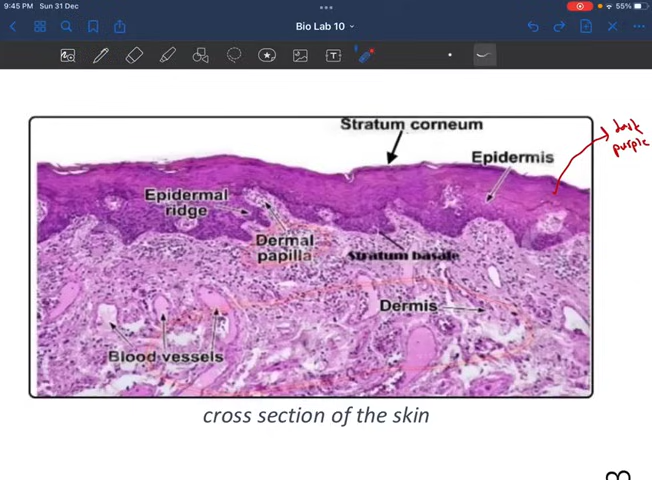 9:45 PM Sun 31 Dec
55%
Bio Lab 10
Stratum corneum
dark
purple
Epidermis
Epidermal
ridge
Dermal
papilla
Stratum basale
Dermis
Blood vessels
cross section of the skin